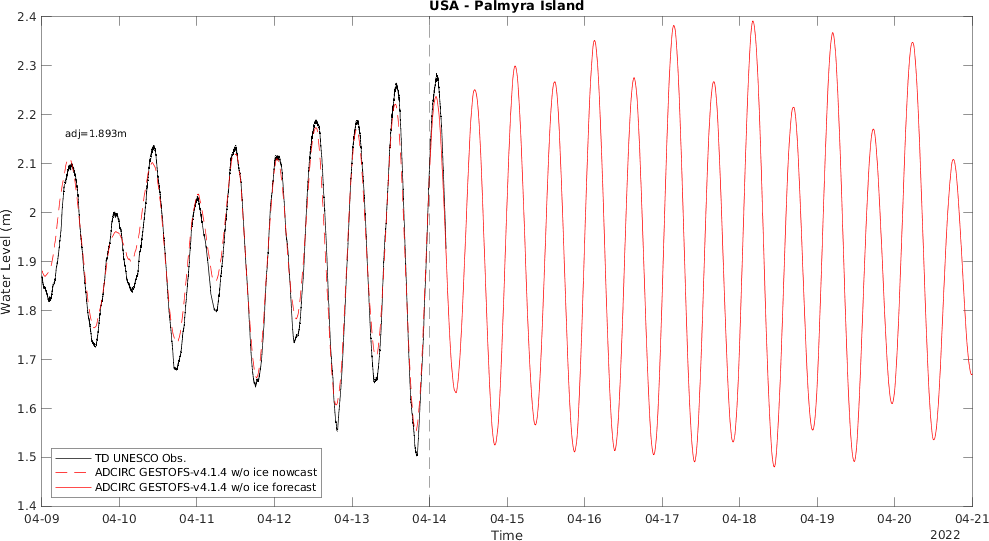 USA - Palmyra Island
2.4
2.3
2.2
2.1
2
1.9
1.8
1.7
1.6
1.5
1.4
Water Level (m)
adj=1.893m
TD UNESCO Obs.
ADCIRC GESTOFS-v4.1.4 w/o ice nowcast
ADCIRC GESTOFS-v4.1.4 w/o ice forecast
04-09 04-10 04-11 04-12 04-13 04-14 04-15 04-16 04-17 04-18 04-19 04-20 04-21
Time
2022